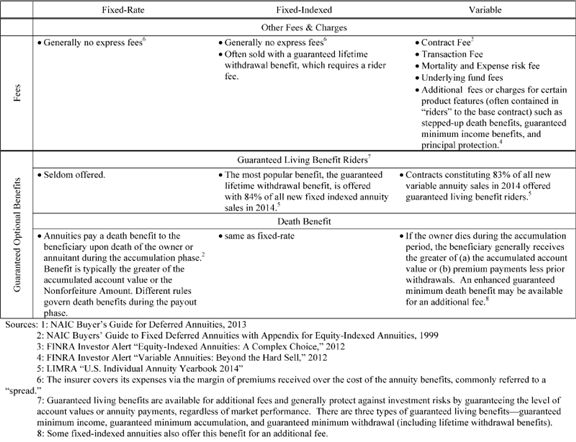 Fixed-Rate Fixed-Indexed Variable
Other Fees & Charges
Fees
• Generally no express fees6
• Generally no express fees6
• Often sold with a guaranteed lifetime
withdrawal benefit, which requires a rider
fee.
• Contract Fee7
• Transaction Fee
• Mortality and Expense risk fee
• Underlying fund fees
• Additional fees or charges for certain
product features (often contained in
"riders" to the base contract) such as
stepped-up death benefits, guaranteed
minimum income benefits, and
principal protection.4
Guaranteed Optional Benefits
Guaranteed Living Benefit Riders7
• Seldom offered.
• The most popular benefit, the guaranteed
lifetime withdrawal benefit, is offered
with 84% of all new fixed indexed annuity
sales in 2014.5
• Contracts constituting 83% of all new
variable annuity sales in 2014 offered
guaranteed living benefit riders.5
Death Benefit
• Annuities pay a death benefit to the
beneficiary upon death of the owner or
annuitant during the accumulation phase.2
Benefit is typically the greater of the
accumulated account value or the
Nonforfeiture Amount. Different rules
govern death benefits during the payout
phase.
• same as fixed-rate
• If the owner dies during the accumulation
period, the beneficiary generally receives
the greater of (a) the accumulated account
value or (b) premium payments less prior
withdrawals. An enhanced guaranteed
minimum death benefit may be available
for an additional fee.8
Sources: 1: NAIC Buyer's Guide for Deferred Annuities, 2013
2: NAIC Buyers' Guide to Fixed Deferred Annuities with Appendix for Equity-Indexed Annuities, 1999
3: FINRA Investor Alert "Equity-Indexed Annuities: A Complex Choice," 2012
4: FINRA Investor Alert "Variable Annuities: Beyond the Hard Sell," 2012
5: LIMRA "U.S. Individual Annuity Yearbook 2014"
6: The insurer covers its expenses via the margin of premiums received over the cost of the annuity benefits, commonly referred to a
"spread."
7: Guaranteed living benefits are available for additional fees and generally protect against investment risks by guaranteeing the level of
account values or annuity payments, regardless of market performance. There are three types of guaranteed living benefits—guaranteed
minimum income, guaranteed minimum accumulation, and guaranteed minimum withdrawal (including lifetime withdrawal benefits).
8: Some fixed-indexed annuities also offer this benefit for an additional fee.